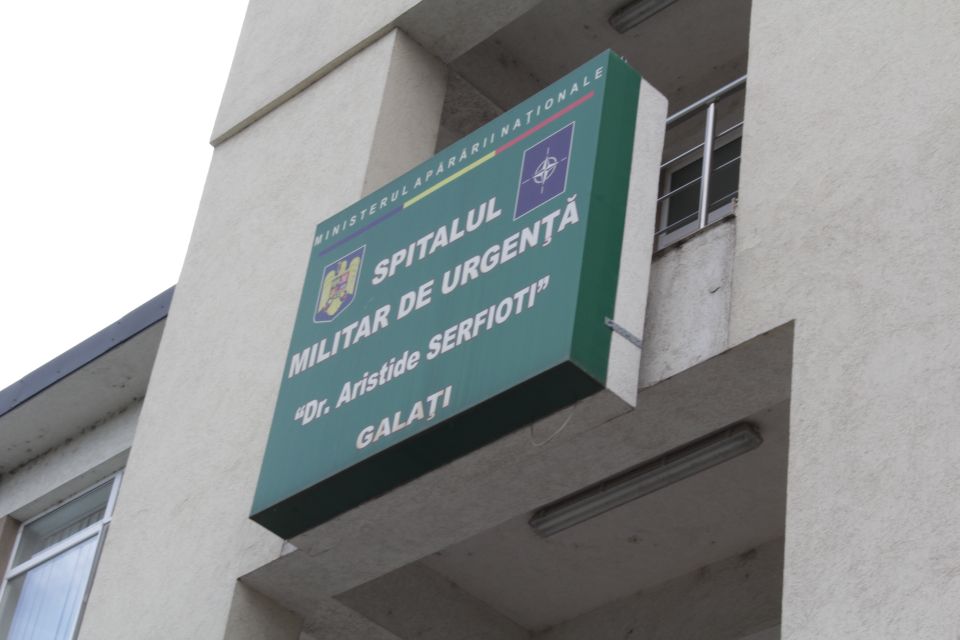 MINISTERUL APĂRĂRII NAȚIONALE
SPITALUL
MILITAR DE URGENȚĂ
“Dr. Aristide SERFIOTI”
GALAȚI